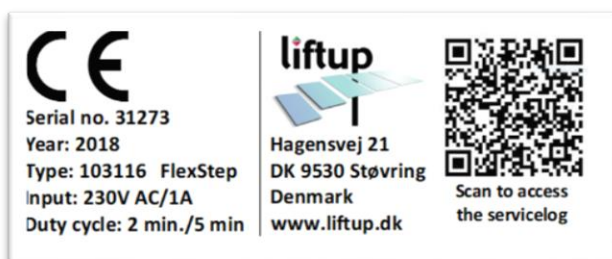 CE
Serial no. 31273
Year: 2018
Type: 103116 FlexStep
Input: 230V AC/1A
Duty cycle: 2 min./5 min
liftup
Hagensvej 21
DK 9530 Støvring
Denmark
www.liftup.dk
Scan to access
the servicelog